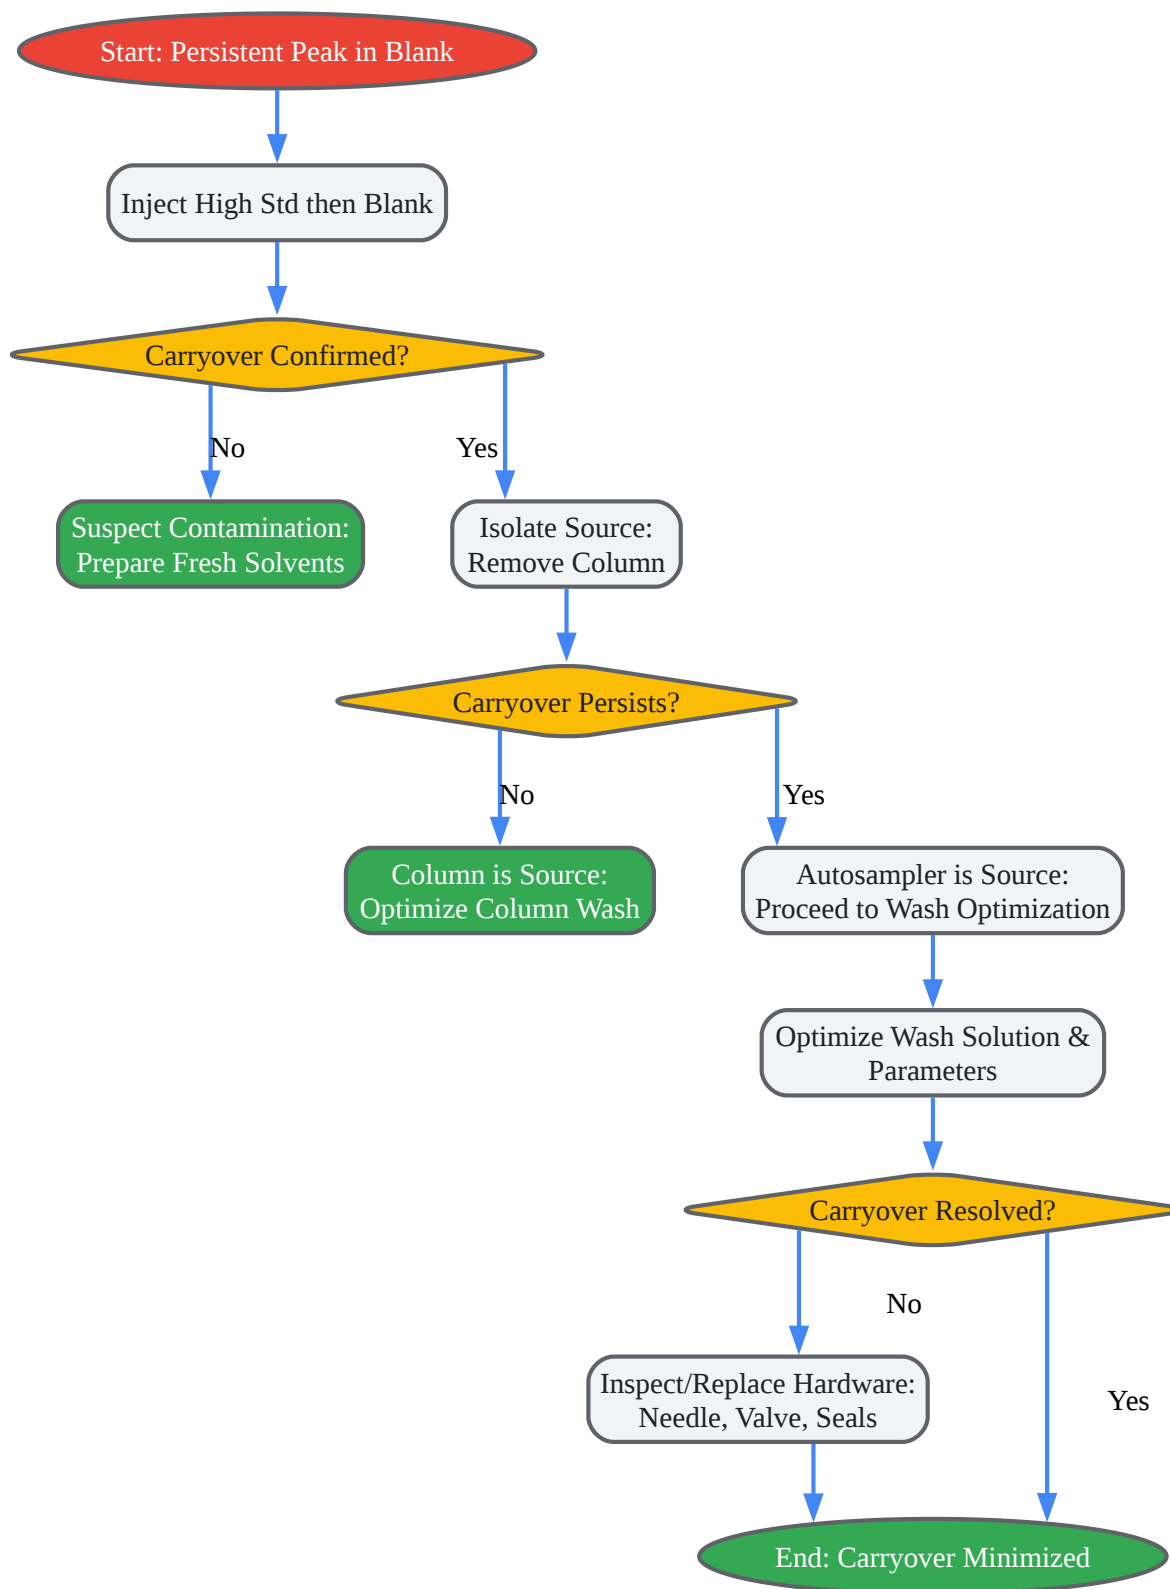 Start: Persistent Peak in Blank
Inject High Std then Blank
Carryover Confirmed?
No
Yes
Suspect Contamination:
Prepare Fresh Solvents
Isolate Source:
Remove Column
Carryover Persists?
No
Yes
Column is Source:
Optimize Column Wash
Autosampler is Source:
Proceed to Wash Optimization
Optimize Wash Solution &
Parameters
Carryover Resolved?
No
Inspect/Replace Hardware:
Needle, Valve, Seals
Yes
End: Carryover Minimized